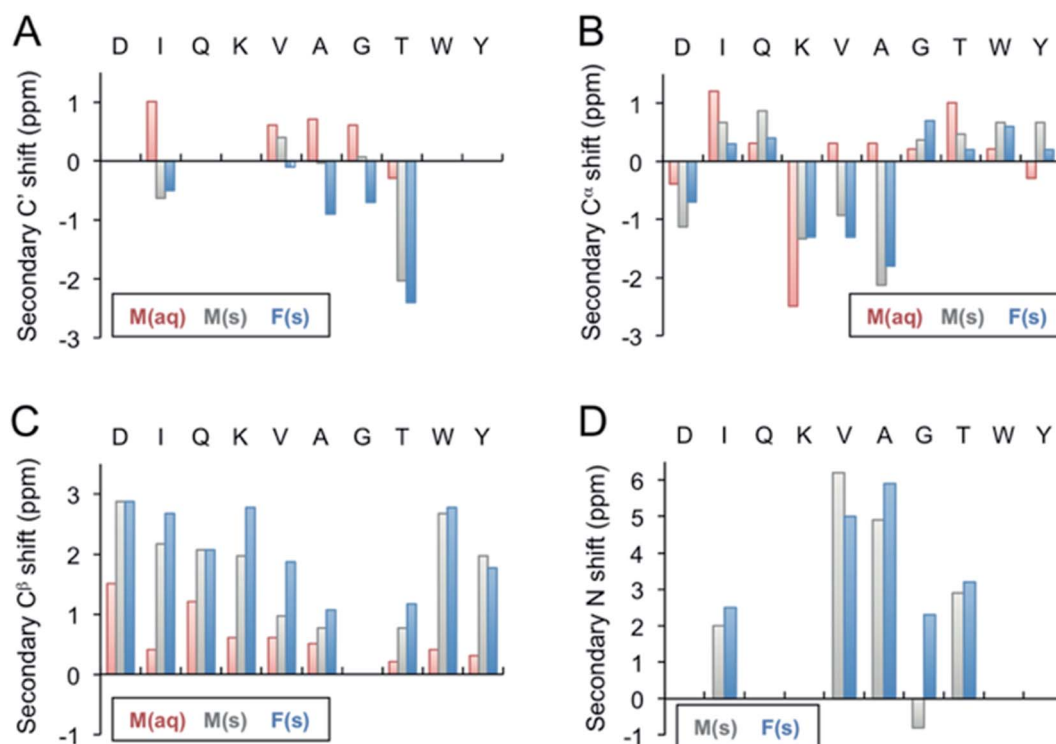 A
D I Q K V A G T W Y
Secondary C' shift (ppm)
1
0
-1
-2
-3
M(aq) M(s) F(s)
B
D I Q K V A G T W Y
Secondary Cα shift (ppm)
1
0
-1
-2
-3
M(aq) M(s) F(s)
C
D I Q K V A G T W Y
Secondary Cβ shift (ppm)
3
2
1
0
-1
M(aq) M(s) F(s)
D
D I Q K V A G T W Y
Secondary N shift (ppm)
6
5
4
3
2
1
0
-1
M(s) F(s)